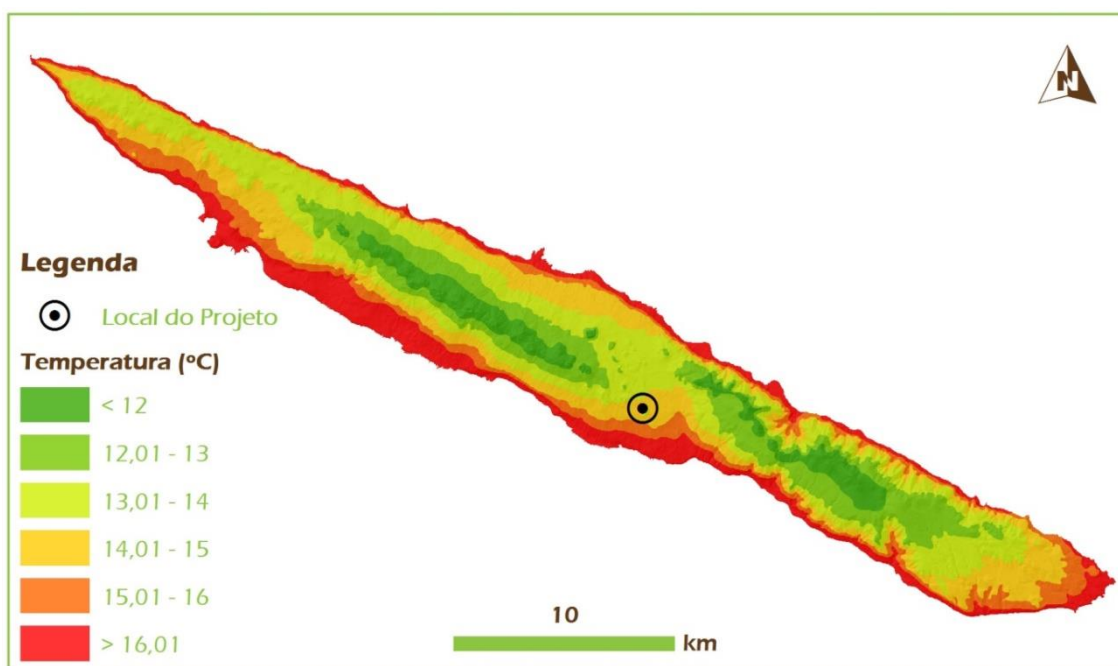 N
Legenda
Local do Projeto
Temperatura (ºC)
< 12
12,01 - 13
13,01 - 14
14,01 - 15
15,01 - 16
> 16,01
10
km